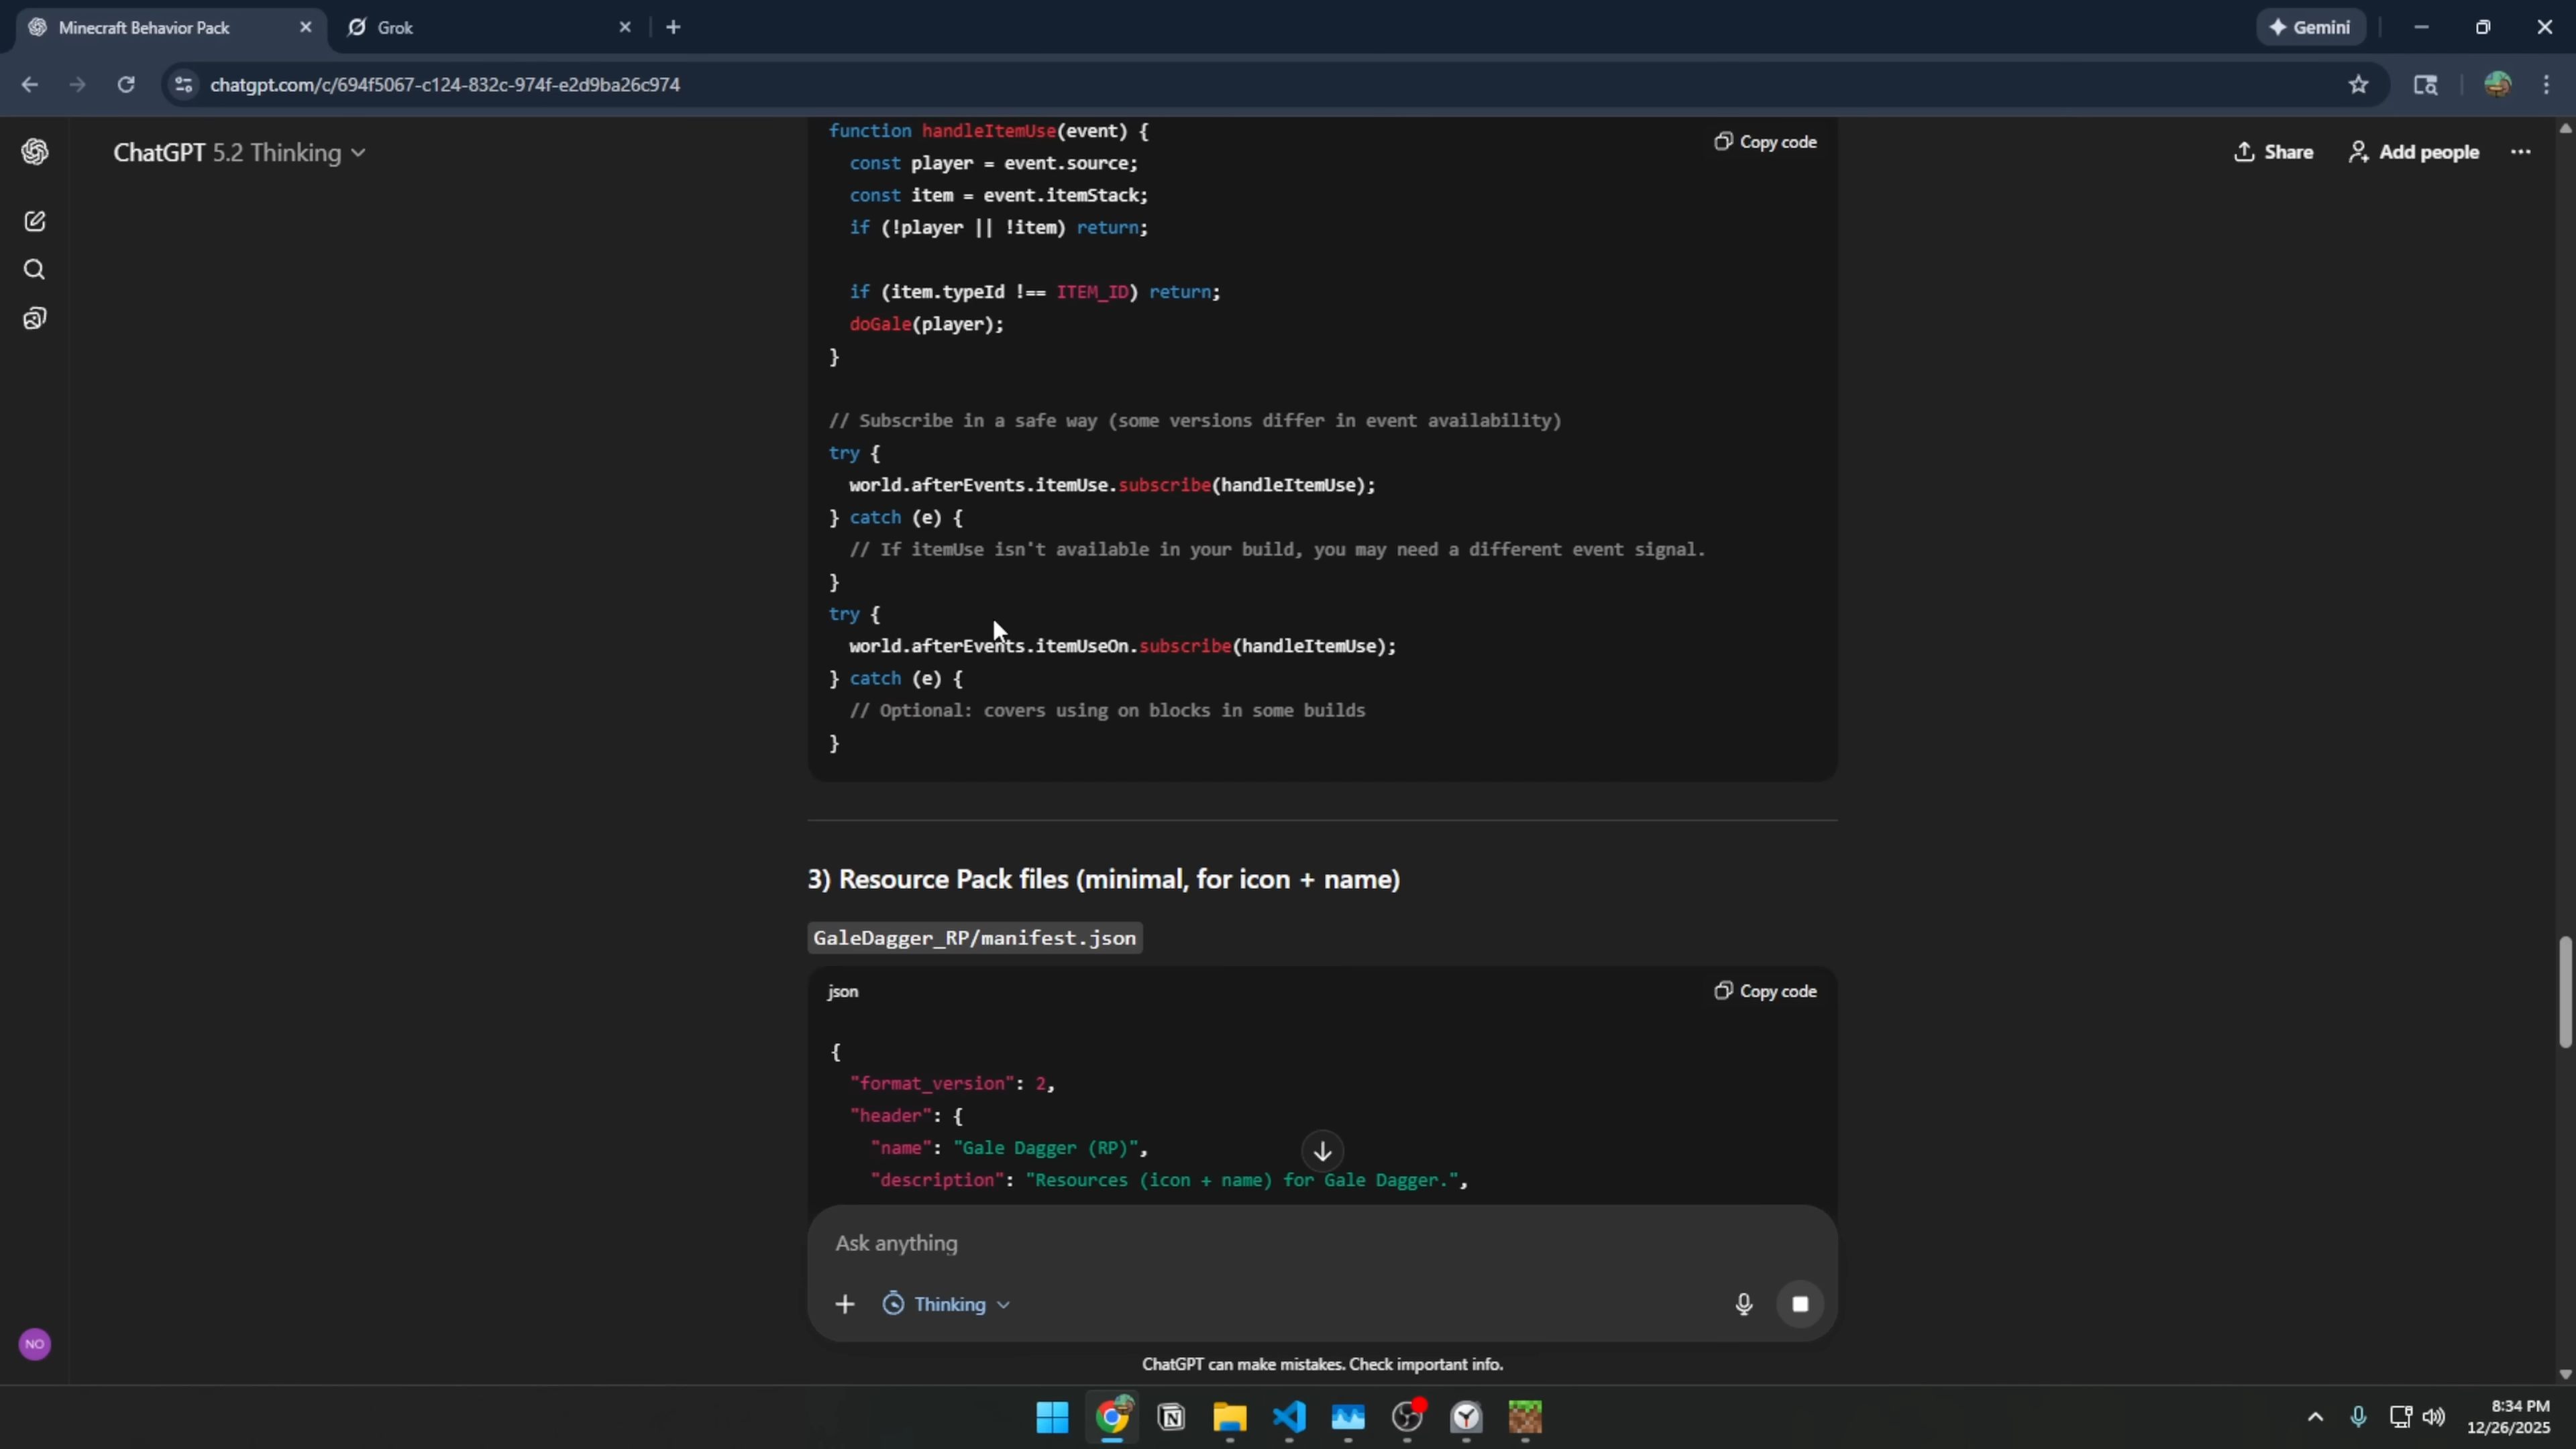 Minecraft Behavior Pack
Grok
Gemini
chatgpt.com/c/694f5067-c124-832c-974f-e2d9ba26c974
ChatGPT 5.2 Thinking
Share
Add people
Copy code
function handleItemUse(event) {
const player = event.source;
const item = event.itemStack;
if (!player || !item) return;
if (item.typeId !== ITEM_ID) return;
doGale(player);
}
// Subscribe in a safe way (some versions differ in event availability)
try {
world.afterEvents.itemUse.subscribe(handleItemUse);
} catch (e) {
// If itemUse isn't available in your build, you may need a different event signal.
}
try {
world.afterEvents.itemUseOn.subscribe(handleItemUse);
} catch (e) {
// Optional: covers using on blocks in some builds
}
3) Resource Pack files (minimal, for icon + name)
GaleDagger_RP/manifest.json
json
Copy code
{
"format_version": 2,
"header": {
"name": "Gale Dagger (RP)",
"description": "Resources (icon + name) for Gale Dagger.",
Ask anything
Thinking
NO
ChatGPT can make mistakes. Check important info.
8:34 PM
12/26/2025